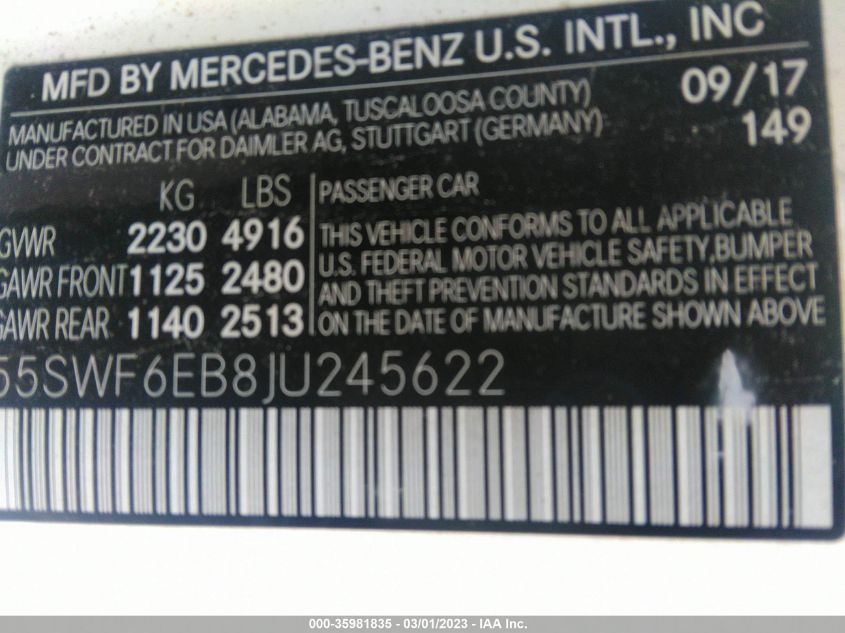 MFD BY MERCEDES-BENZ U.S. INTL., INC
MANUFACTURED IN USA (ALABAMA, TUSCALOOSA COUNTY) 09/17
UNDER CONTRACT FOR DAIMLER AG, STUTTGART (GERMANY) 149
KG LBS PASSENGER CAR
GVWR 2230 4916 THIS VEHICLE CONFORMS TO ALL APPLICABLE
GAWR FRONT 1125 2480 U.S. FEDERAL MOTOR VEHICLE SAFETY, BUMPER
AND THEFT PREVENTION STANDARDS IN EFFECT
GAWR REAR 1140 2513 ON THE DATE OF MANUFACTURE SHOWN ABOVE
55SWF6EB8JU245622
000-35981835 - 03/01/2023 - IAA Inc.